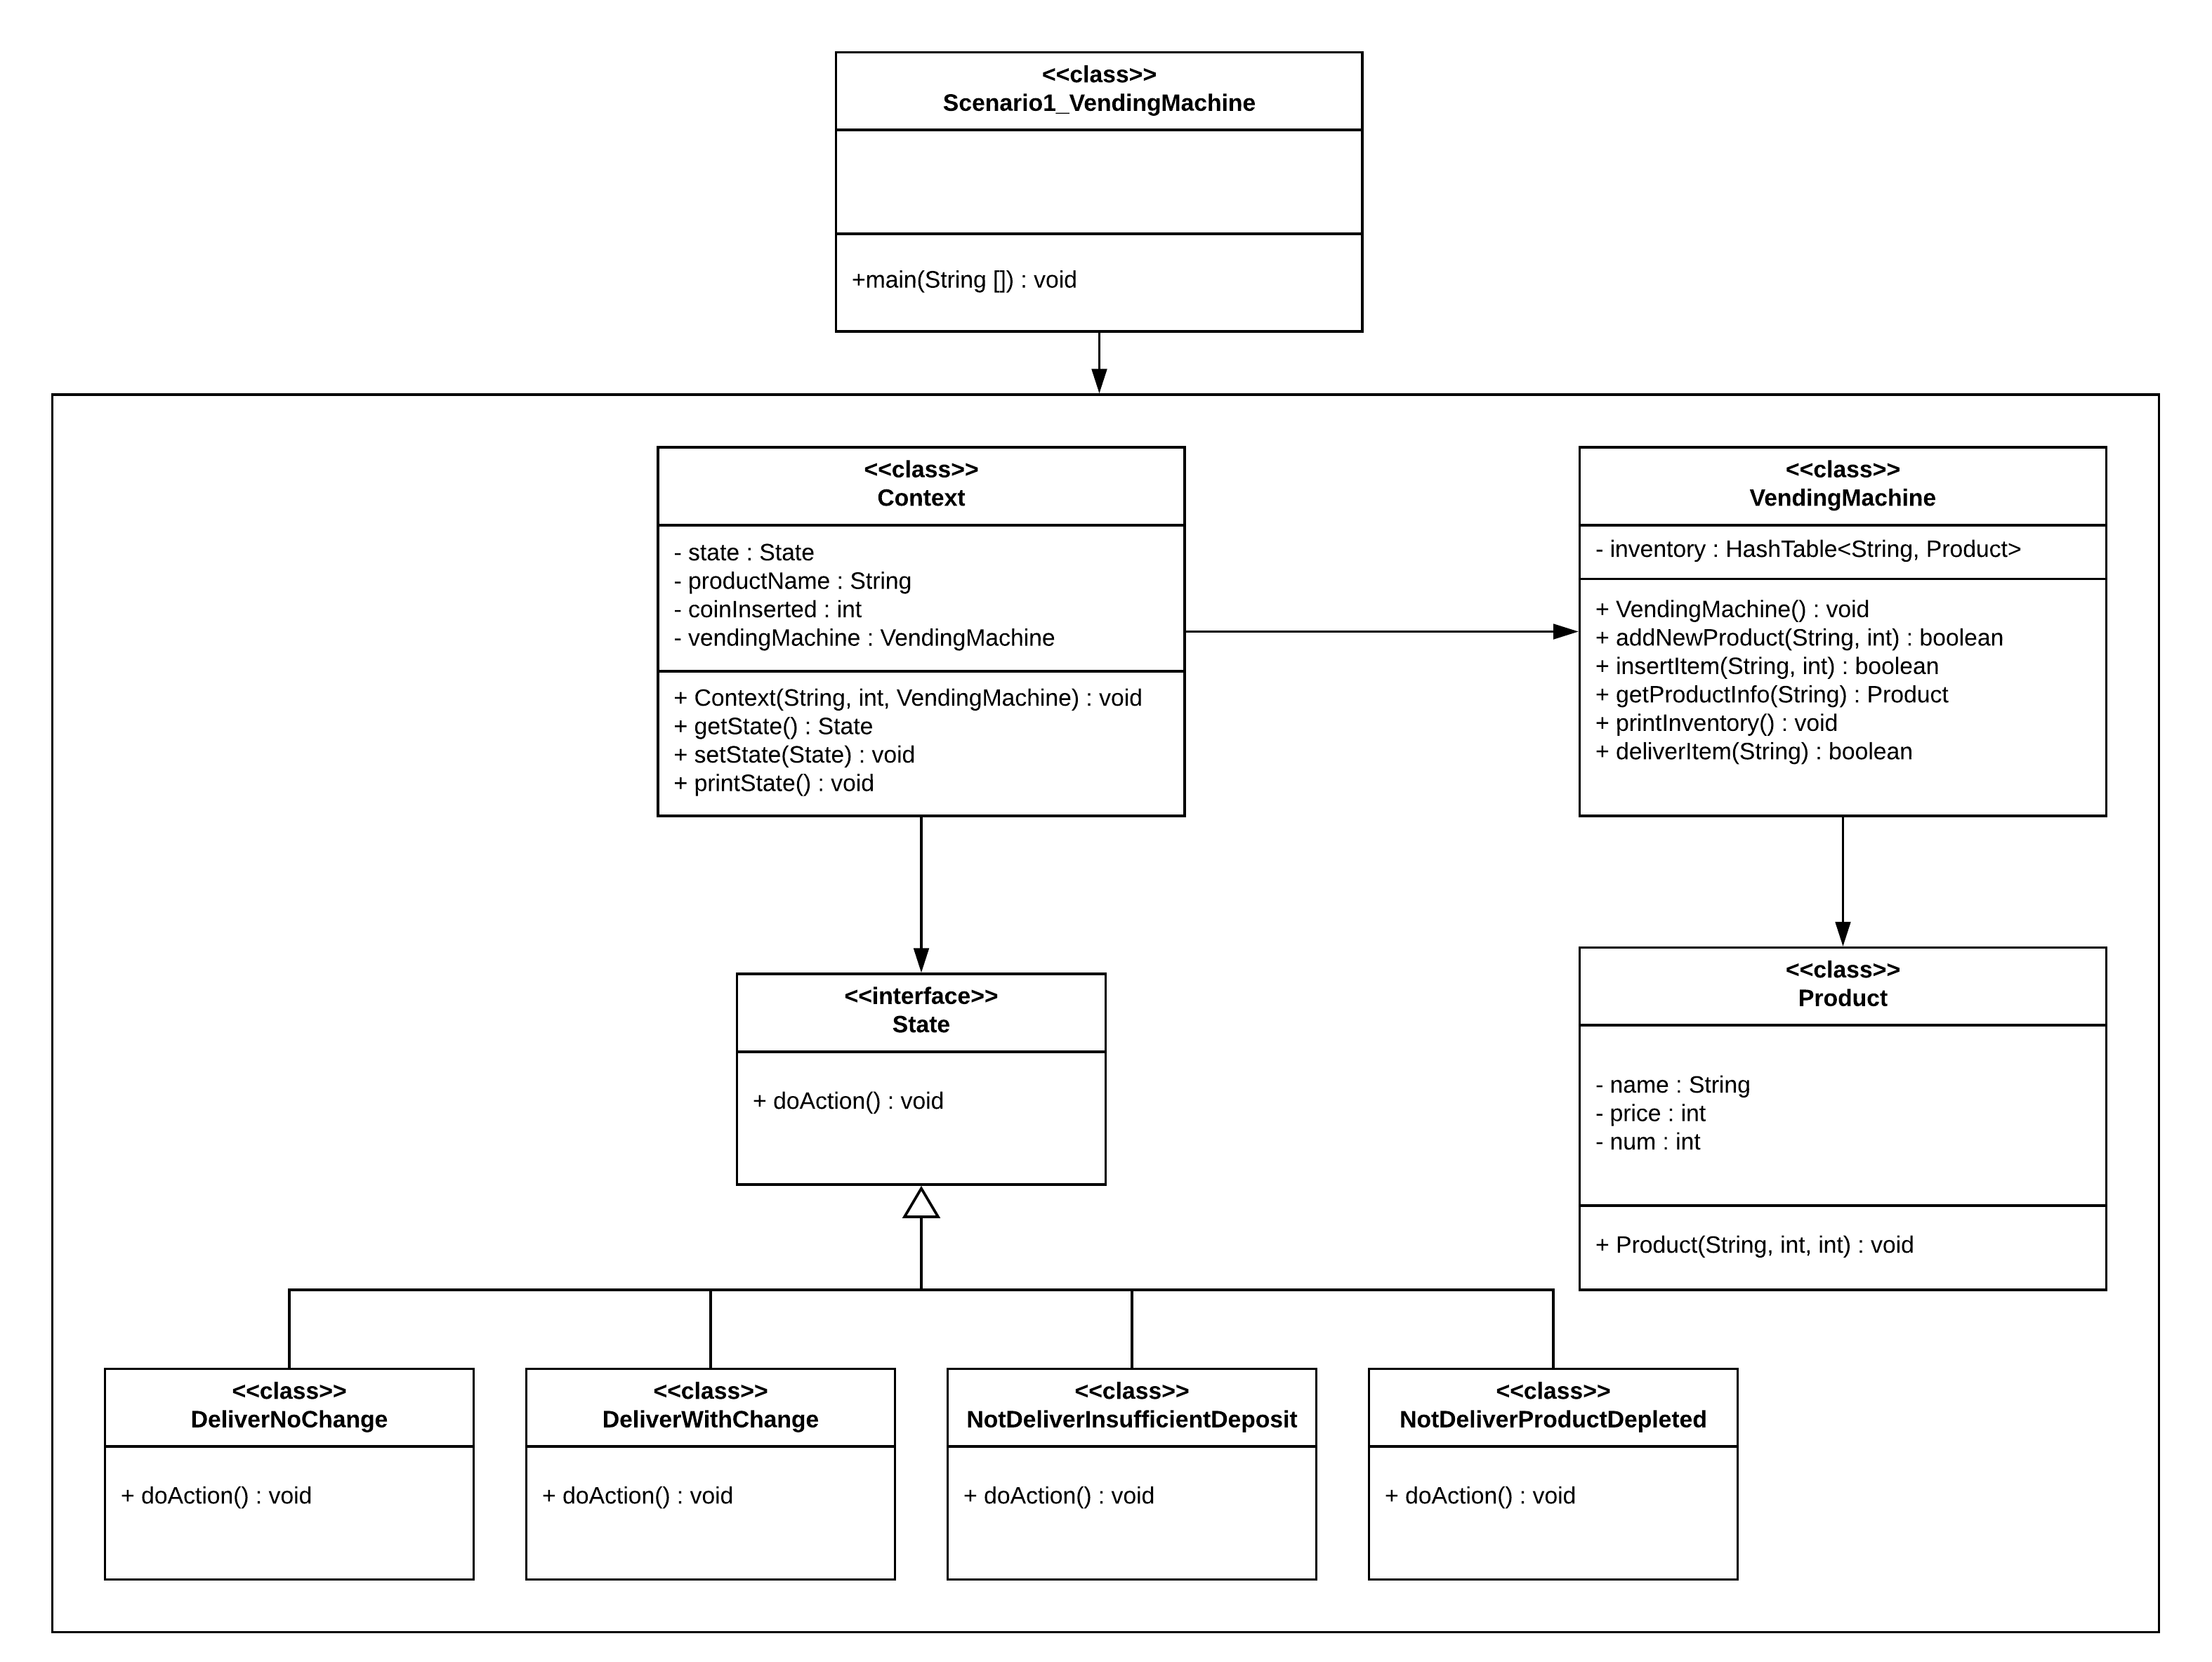 <<class>>
Scenario1_VendingMachine
+main(String []) : void
<<class>>
Context
- state : State
- productName : String
- coinInserted : int
- vendingMachine : VendingMachine
+ Context(String, int, VendingMachine) : void
+ getState() : State
+ setState(State) : void
+ printState() : void
<<class>>
VendingMachine
- inventory : HashTable<String, Product>
+ VendingMachine() : void
+ addNewProduct(String, int) : boolean
+ insertItem(String, int) : boolean
+ getProductInfo(String) : Product
+ printInventory() : void
+ deliverItem(String) : boolean
<<interface>>
State
+ doAction() : void
<<class>>
Product
- name : String
- price : int
- num : int
+ Product(String, int, int) : void
<<class>>
DeliverNoChange
+ doAction() : void
<<class>>
DeliverWithChange
+ doAction() : void
<<class>>
NotDeliverInsufficientDeposit
+ doAction() : void
<<class>>
NotDeliverProductDepleted
+ doAction() : void